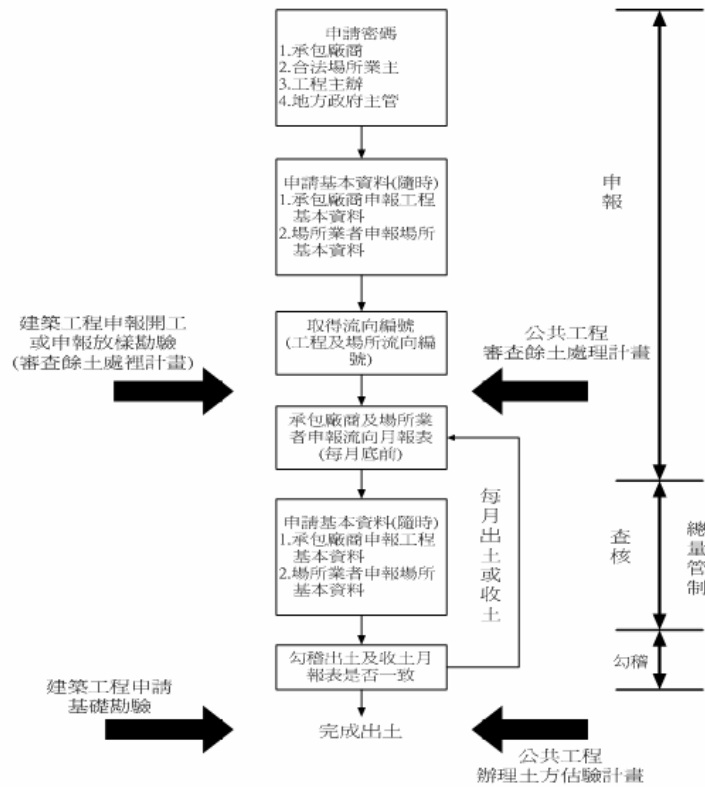 申請密碼
1.承包廠商
2.合法場所業主
3.工程主辦
4.地方政府主管
申請基本資料(隨時)
1.承包廠商申報工程
基本資料
2.場所業者申報場所
基本資料
申報
建築工程申報開工
或申報放樣勘驗
(審查餘土處裡計畫)
取得流向編號
(工程及場所流向編
號)
公共工程
審查餘土處理計畫
承包廠商及場所業
者申報流向月報表
(每月底前)
每月出土或收土
申請基本資料(隨時)
1.承包廠商申報工程
基本資料
2.場所業者申報場所
基本資料
查核
總量管制
勾稽出土及收土月
報表是否一致
勾稽
建築工程申請
基礎勘驗
完成出土
公共工程
辦理土方估驗計畫